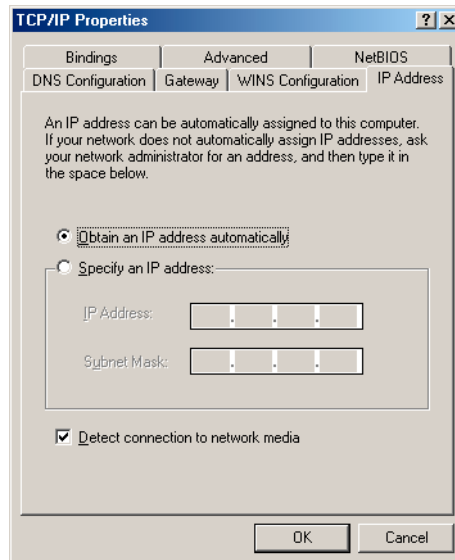 TCP/IP Properties
Bindings Advanced NetBIOS
DNS Configuration Gateway WINS Configuration IP Address
An IP address can be automatically assigned to this computer.
If your network does not automatically assign IP addresses, ask
your network administrator for an address, and then type it in
the space below.
Obtain an IP address automatically
Specify an IP address:
IP Address: . . .
Subnet Mask: . . .
Detect connection to network media
OK Cancel